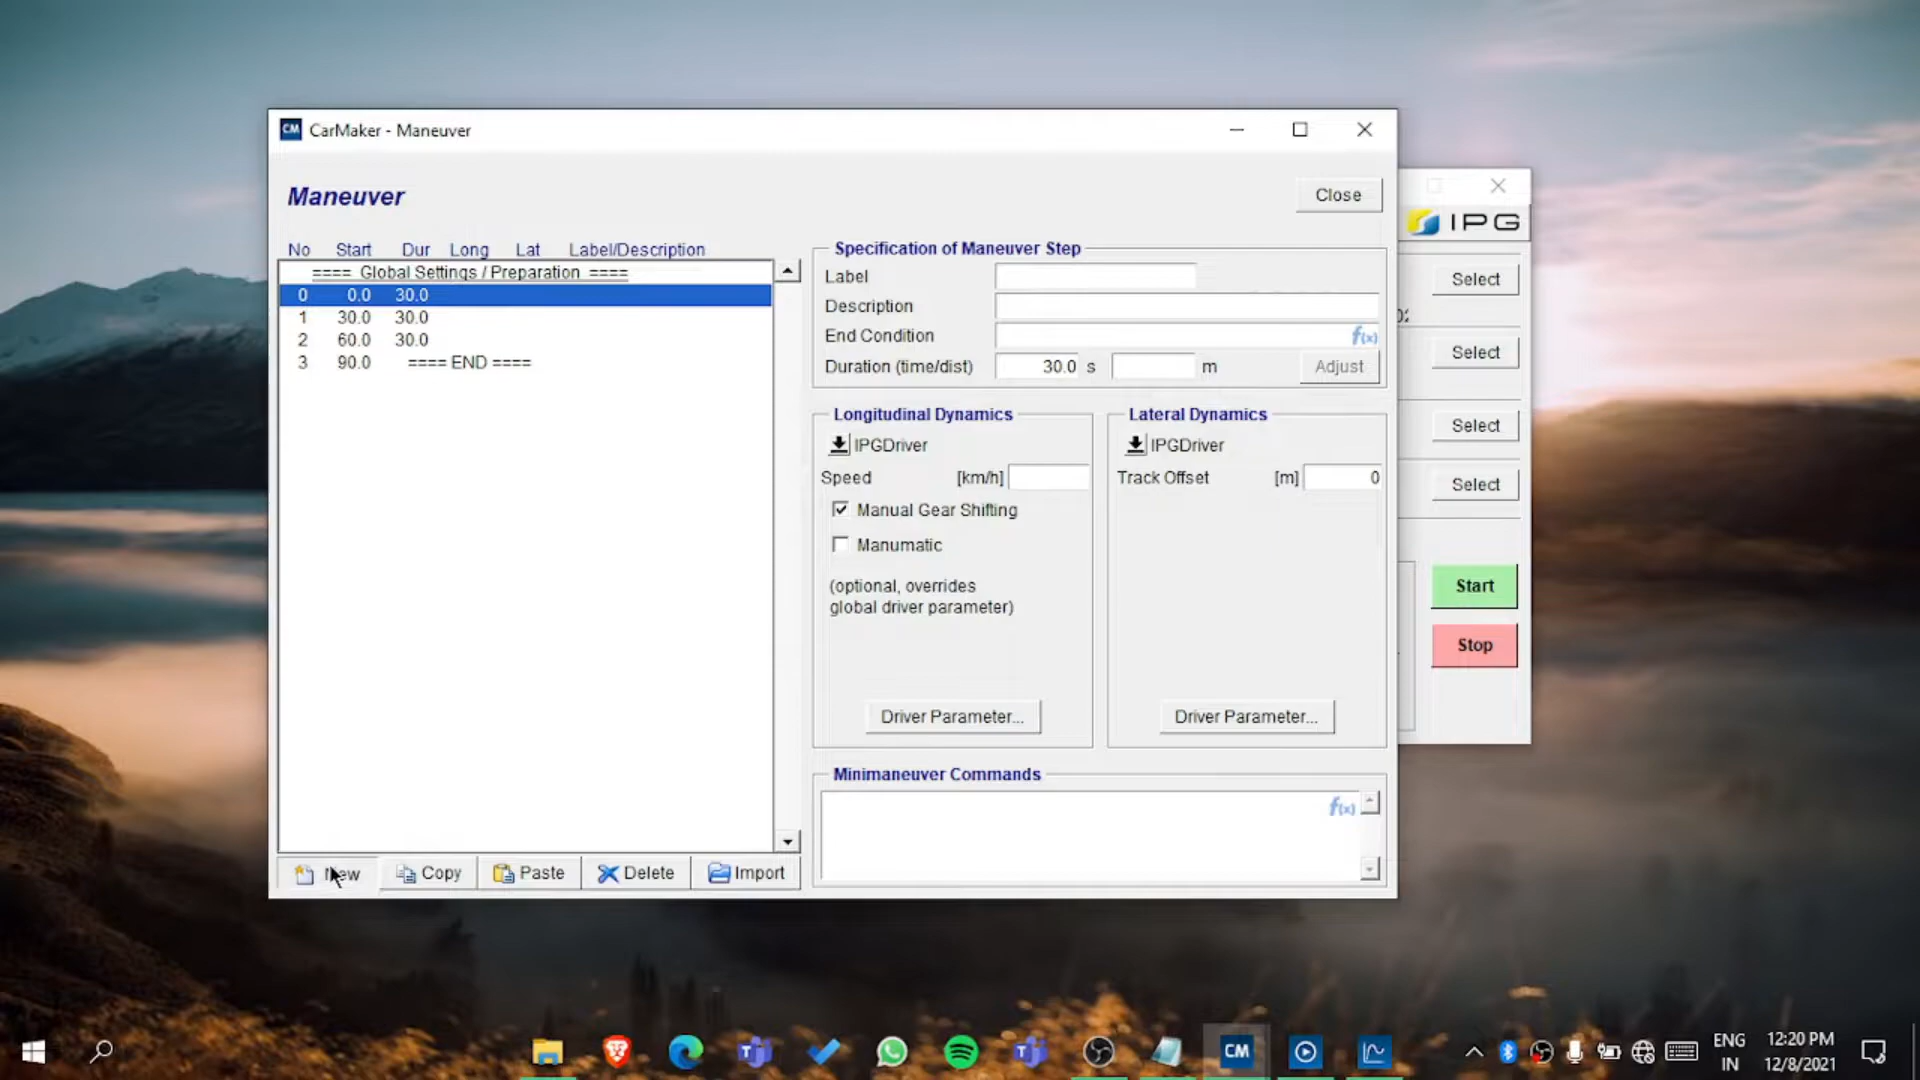 CM CarMaker - Maneuver
Maneuver
Close
IPG
No Start Dur Long Lat Label/Description
==== Global Settings / Preparation ====
0 0.0 30.0
1 30.0 30.0
2 60.0 30.0
3 90.0 ==== END ====
Specification of Maneuver Step
Label
Description
End Condition f(x)
Duration (time/dist) 30.0 s m Adjust
Longitudinal Dynamics
IPGDriver
Speed [km/h]
Manual Gear Shifting
Manumatic
(optional, overrides
global driver parameter)
Driver Parameter...
Lateral Dynamics
IPGDriver
Track Offset [m] 0
Driver Parameter...
Minimaneuver Commands
f(x)
New Copy Paste Delete Import
Select
Select
Select
Select
Start
Stop
CM
ENG
IN
12:20 PM
12/8/2021